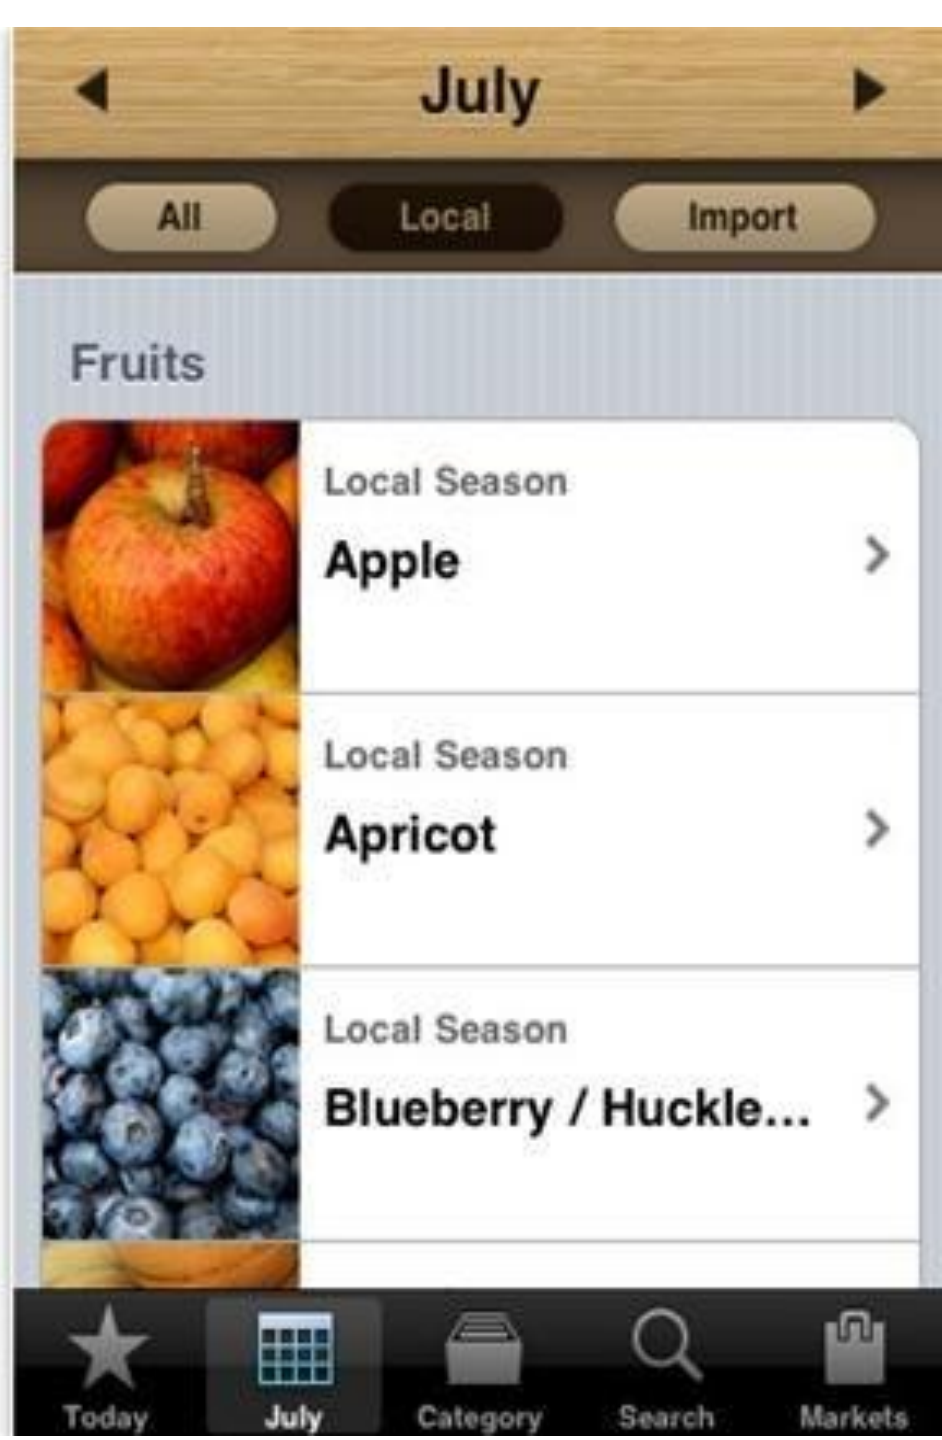 July
All Local Import
Fruits
Local Season
Apple
Local Season
Apricot
Local Season
Blueberry / Huckle...
Today July Category Search Markets